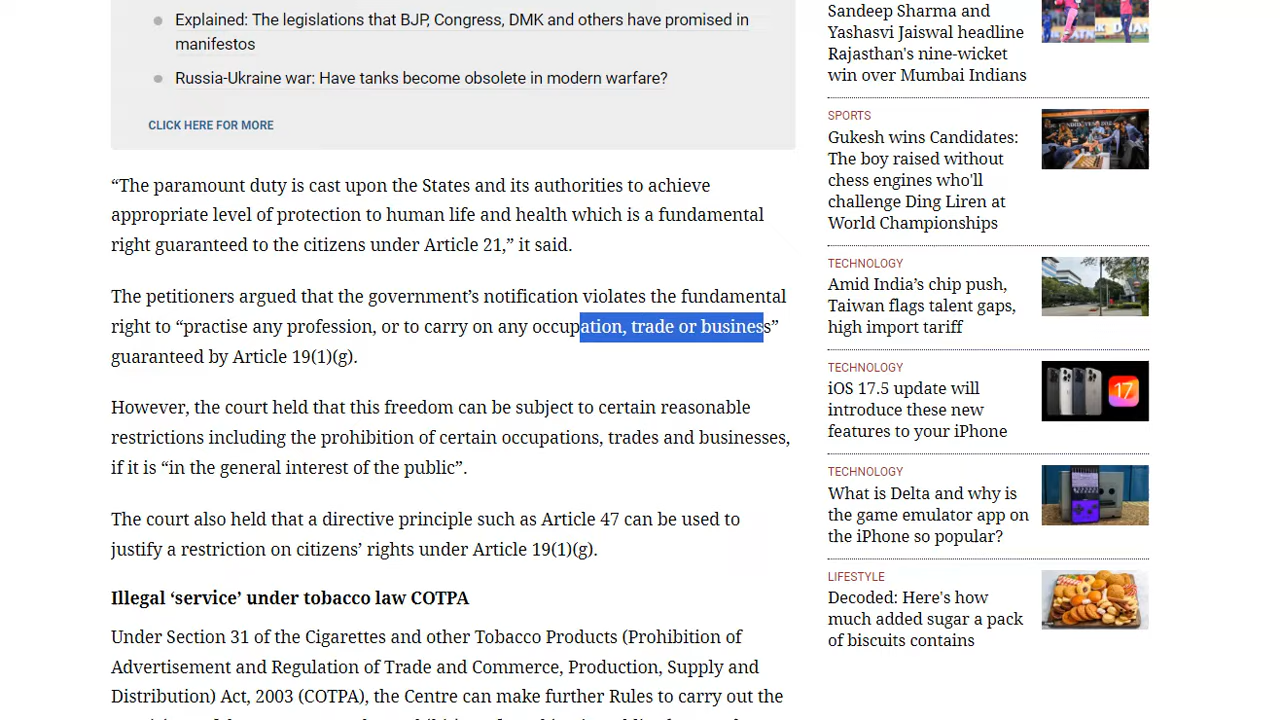 Explained: The legislations that BJP, Congress, DMK and others have promised in
manifestos
Russia-Ukraine war: Have tanks become obsolete in modern warfare?
CLICK HERE FOR MORE
“The paramount duty is cast upon the States and its authorities to achieve
appropriate level of protection to human life and health which is a fundamental
right guaranteed to the citizens under Article 21,” it said.
The petitioners argued that the government’s notification violates the fundamental
right to “practise any profession, or to carry on any occupation, trade or business”
guaranteed by Article 19(1)(g).
However, the court held that this freedom can be subject to certain reasonable
restrictions including the prohibition of certain occupations, trades and businesses,
if it is “in the general interest of the public”.
The court also held that a directive principle such as Article 47 can be used to
justify a restriction on citizens’ rights under Article 19(1)(g).
Illegal ‘service’ under tobacco law COTPA
Under Section 31 of the Cigarettes and other Tobacco Products (Prohibition of
Advertisement and Regulation of Trade and Commerce, Production, Supply and
Distribution) Act, 2003 (COTPA), the Centre can make further Rules to carry out the
Sandeep Sharma and
Yashasvi Jaiswal headline
Rajasthan's nine-wicket
win over Mumbai Indians
SPORTS
Gukesh wins Candidates:
The boy raised without
chess engines who'll
challenge Ding Liren at
World Championships
TECHNOLOGY
Amid India’s chip push,
Taiwan flags talent gaps,
high import tariff
TECHNOLOGY
iOS 17.5 update will
introduce these new
features to your iPhone
17
TECHNOLOGY
What is Delta and why is
the game emulator app on
the iPhone so popular?
LIFESTYLE
Decoded: Here's how
much added sugar a pack
of biscuits contains